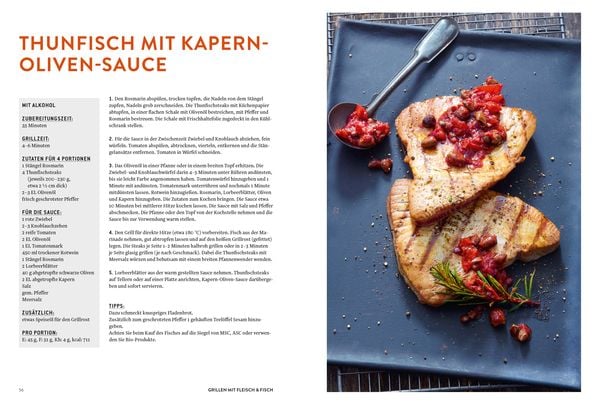 THUNFISCH MIT KAPERN-
OLIVEN-SAUCE
MIT ALKOHOL
ZUBEREITUNGSZEIT:
25 Minuten
GRILLZEIT:
4–6 Minuten
ZUTATEN FÜR 4 PORTIONEN
1 Stängel Rosmarin
4 Thunfischsteaks
(jeweils 200–230 g,
etwa 2 ½ cm dick)
2–3 EL Olivenöl
frisch geschroteter Pfeffer
FÜR DIE SAUCE:
1 rote Zwiebel
2–3 Knoblauchzehen
2 reife Tomaten
2 EL Olivenöl
1 EL Tomatenmark
450 ml trockener Rotwein
1 Stängel Rosmarin
2 Lorbeerblätter
40 g abgetropfte schwarze Oliven
2 EL abgetropfte Kapern
Salz
gem. Pfeffer
Meersalz
ZUSÄTZLICH:
etwas Speiseöl für den Grillrost
PRO PORTION:
E: 45 g, F: 31 g, Kh: 4 g, kcal: 711
1. Den Rosmarin abspülen, trocken tupfen, die Nadeln von dem Stängel
zupfen, Nadeln grob zerschneiden. Die Thunfischsteaks mit Küchenpapier
abtupfen, in einer flachen Schale mit Olivenöl bestreichen, mit Pfeffer und
Rosmarin bestreuen. Die Schale mit Frischhaltefolie zugedeckt in den Kühl-
schrank stellen.
2. Für die Sauce in der Zwischenzeit Zwiebel und Knoblauch abziehen, fein
würfeln. Tomaten abspülen, abtrocknen, vierteln, entkernen und die Stän-
gelansätze entfernen. Tomaten in Würfel schneiden.
3. Das Olivenöl in einer Pfanne oder in einem breiten Topf erhitzen. Die
Zwiebel- und Knoblauchwürfel darin 4–5 Minuten unter Rühren andünsten,
bis sie leicht Farbe angenommen haben. Tomatenwürfel hinzugeben und 1
Minute mit andünsten. Tomatenmark unterrühren und nochmals 1 Minute
mitdünsten lassen. Rotwein hinzugießen. Rosmarin, Lorbeerblätter, Oliven
und Kapern hinzugeben. Die Zutaten zum Kochen bringen. Die Sauce etwa
20 Minuten bei mittlerer Hitze kochen lassen. Die Sauce mit Salz und Pfeffer
abschmecken. Die Pfanne oder den Topf von der Kochstelle nehmen und die
Sauce bis zur Verwendung warm stellen.
4. Den Grill für direkte Hitze (etwa 180 °C) vorbereiten. Fisch aus der Ma-
rinade nehmen, gut abtropfen lassen und auf den heißen Grillrost (gefettet)
legen. Die Steaks je Seite 1–2 Minuten halbroh grillen oder in 2–3 Minuten
je Seite glasig grillen (je nach Geschmack). Dabei die Thunfischsteaks mit
Meersalz würzen und behutsam mit einem breiten Pfannenwender wenden.
5. Lorbeerblätter aus der warm gestellten Sauce nehmen. Thunfischsteaks
auf Tellern oder auf einer Platte anrichten, Kapern-Oliven-Sauce darüberge-
ben und sofort servieren.
TIPPS:
Dazu schmeckt knuspriges Fladenbrot.
Zusätzlich zum geschroteten Pfeffer 1 gehäuften Teelöffel Sesam hinzu-
geben.
Achten Sie beim Kauf des Fisches auf die Siegel von MSC, ASC oder verwen-
den Sie Bio-Produkte.
56
GRILLEN MIT FLEISCH & FISCH